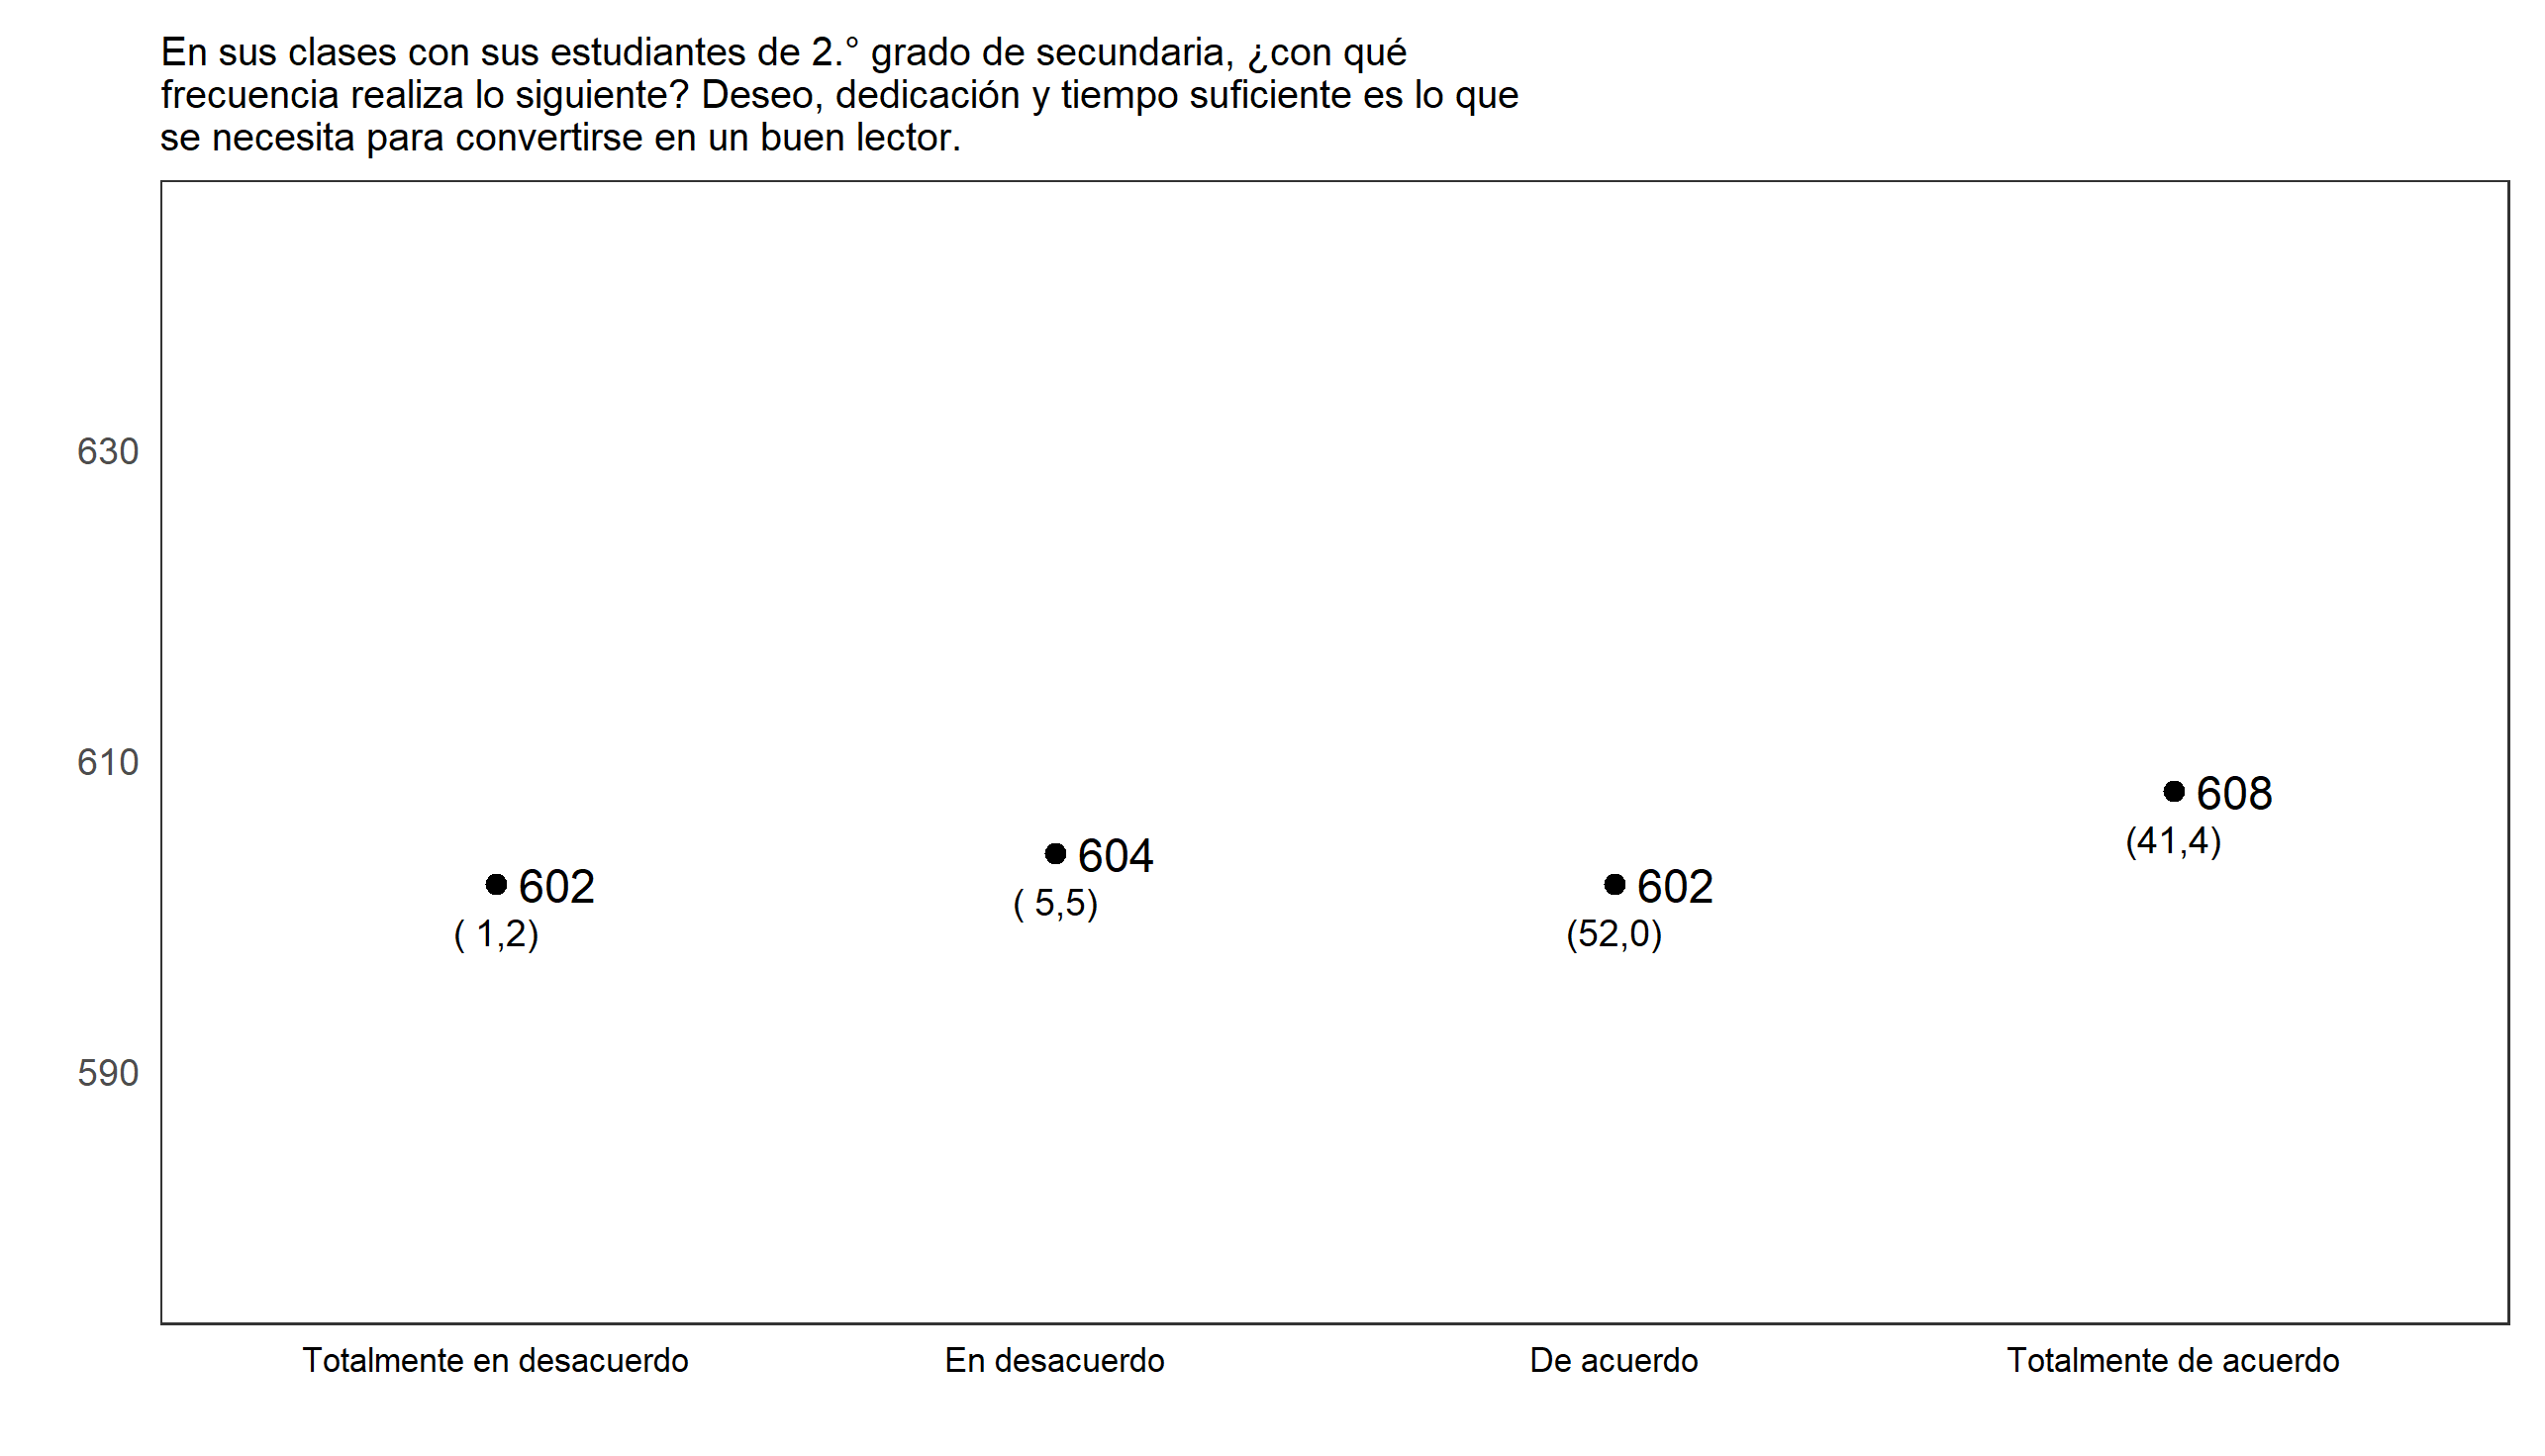 En sus clases con sus estudiantes de 2.° grado de secundaria, ¿con qué
frecuencia realiza lo siguiente? Deseo, dedicación y tiempo suficiente es lo que
se necesita para convertirse en un buen lector.
630
610
590
602
( 1,2)
604
( 5,5)
602
(52,0)
608
(41,4)
Totalmente en desacuerdo
En desacuerdo
De acuerdo
Totalmente de acuerdo